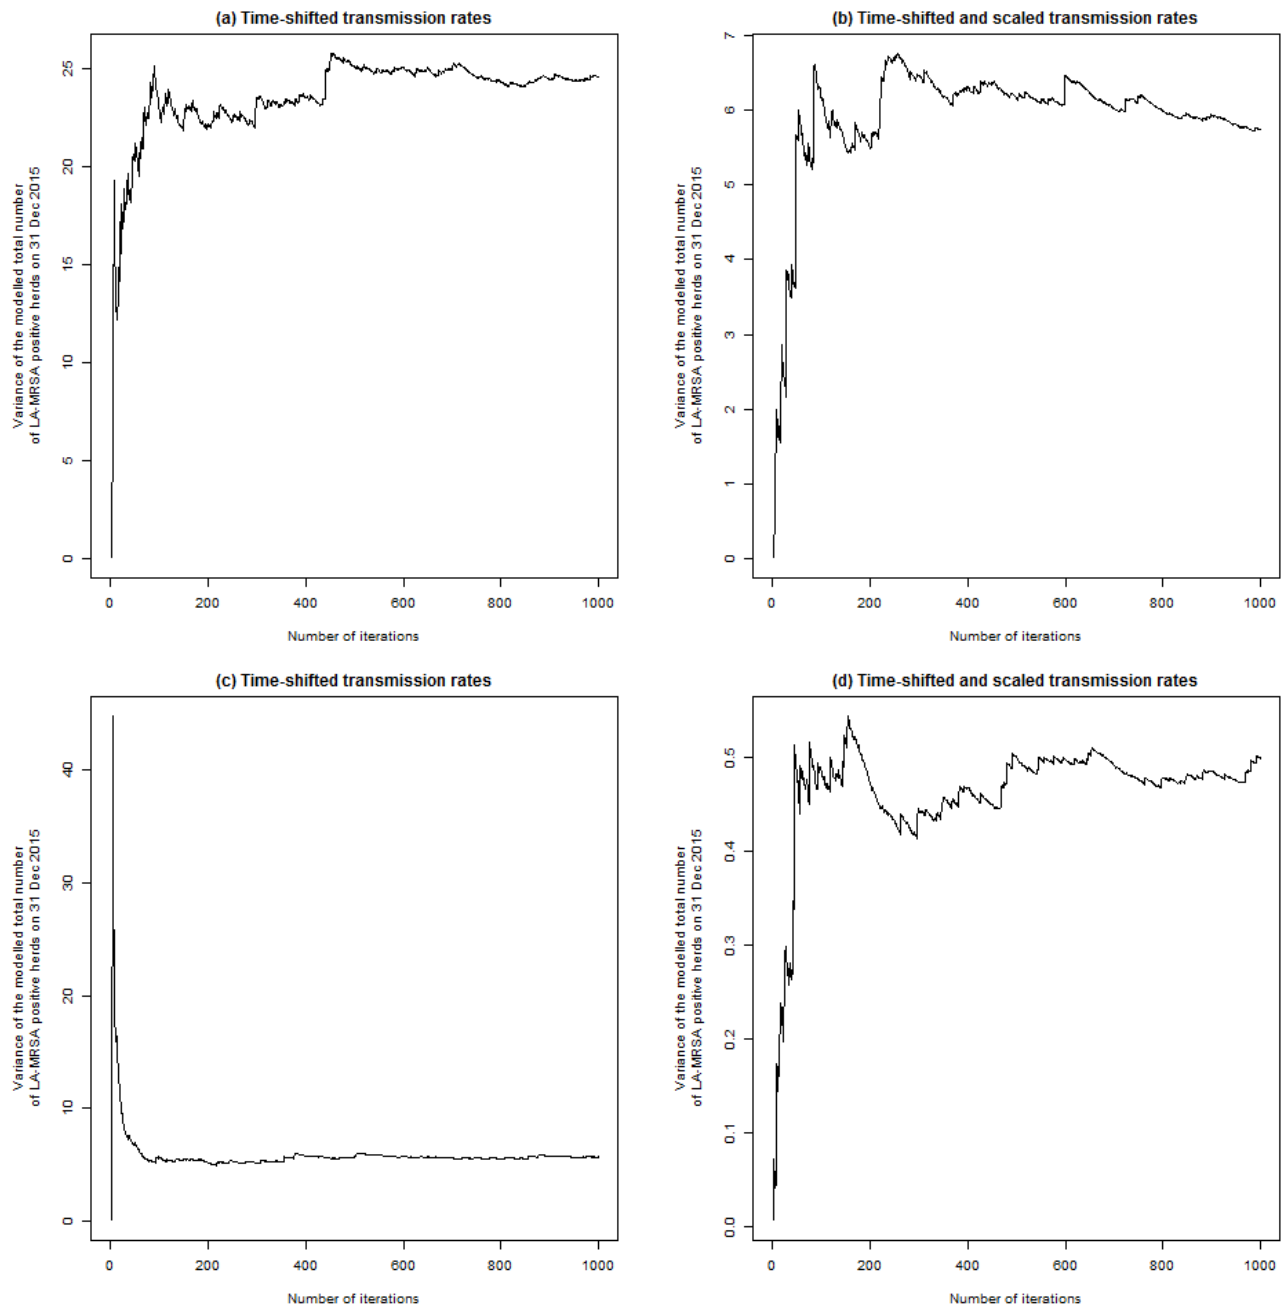 (a) Time-shifted transmission rates
Variance of the modelled total number
of LA-MRSA positive herds on 31 Dec 2015
25
20
15
10
5
0
0 200 400 600 800 1000
Number of iterations
(b) Time-shifted and scaled transmission rates
Variance of the modelled total number
of LA-MRSA positive herds on 31 Dec 2015
7
6
5
4
3
2
1
0
0 200 400 600 800 1000
Number of iterations
(c) Time-shifted transmission rates
Variance of the modelled total number
of LA-MRSA positive herds on 31 Dec 2015
40
30
20
10
0
0 200 400 600 800 1000
Number of iterations
(d) Time-shifted and scaled transmission rates
Variance of the modelled total number
of LA-MRSA positive herds on 31 Dec 2015
0.5
0.4
0.3
0.2
0.1
0.0
0 200 400 600 800 1000
Number of iterations